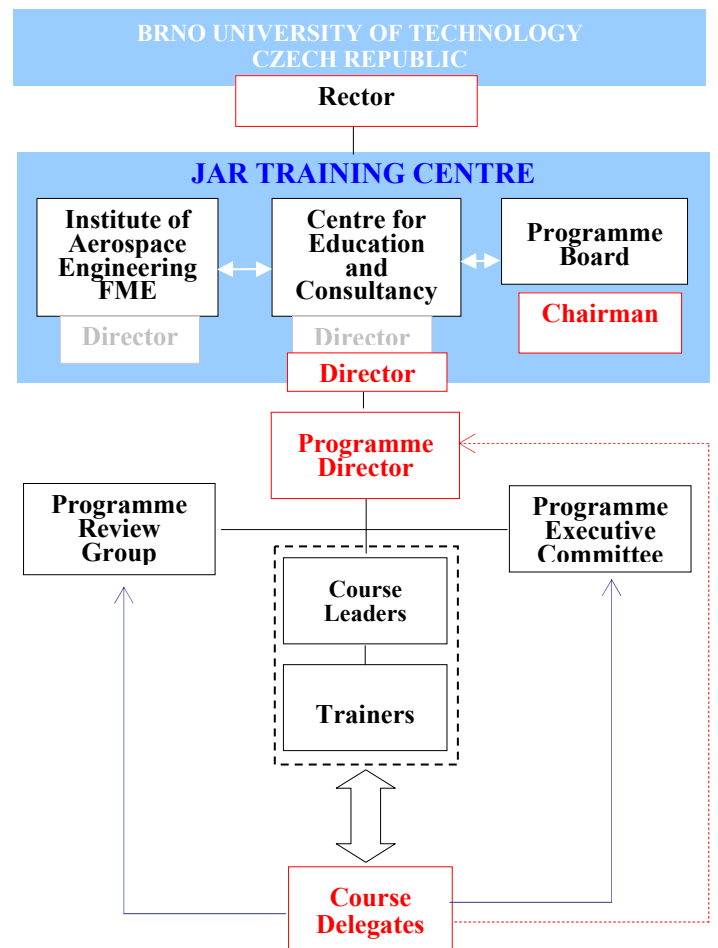 BRNO UNIVERSITY OF TECHNOLOGY
CZECH REPUBLIC
Rector
JAR TRAINING CENTRE
Institute of
Aerospace
Engineering
FME
Director
Centre for
Education
and
Consultancy
Director
Director
Programme
Board
Chairman
Programme
Director
Programme
Review
Group
Programme
Executive
Committee
Course
Leaders
Trainers
Course
Delegates